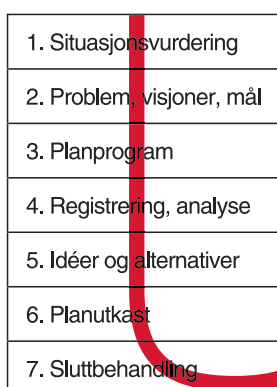 1. Situasjonsvurdering
2. Problem, visjoner, mål
3. Planprogram
4. Registrering, analyse
5. Idéer og alternativer
6. Planutkast
7. Sluttbehandling